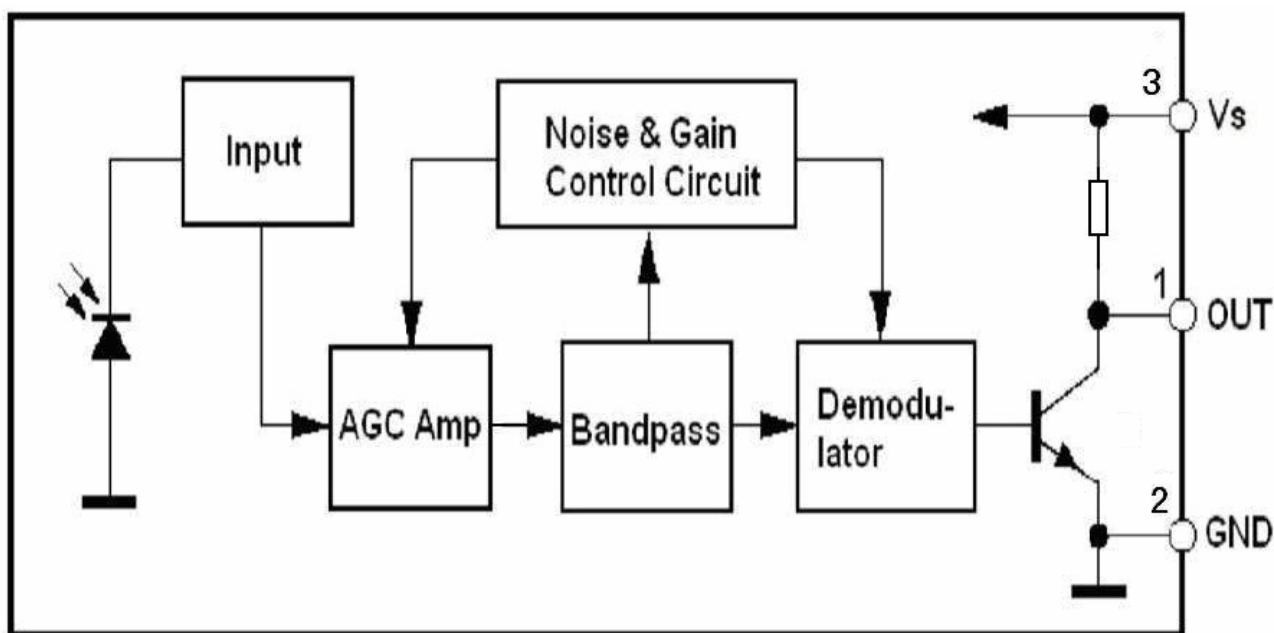 Input
Noise & Gain
Control Circuit
AGC Amp
Bandpass
Demodu-
lator
3
Vs
1
OUT
2
GND